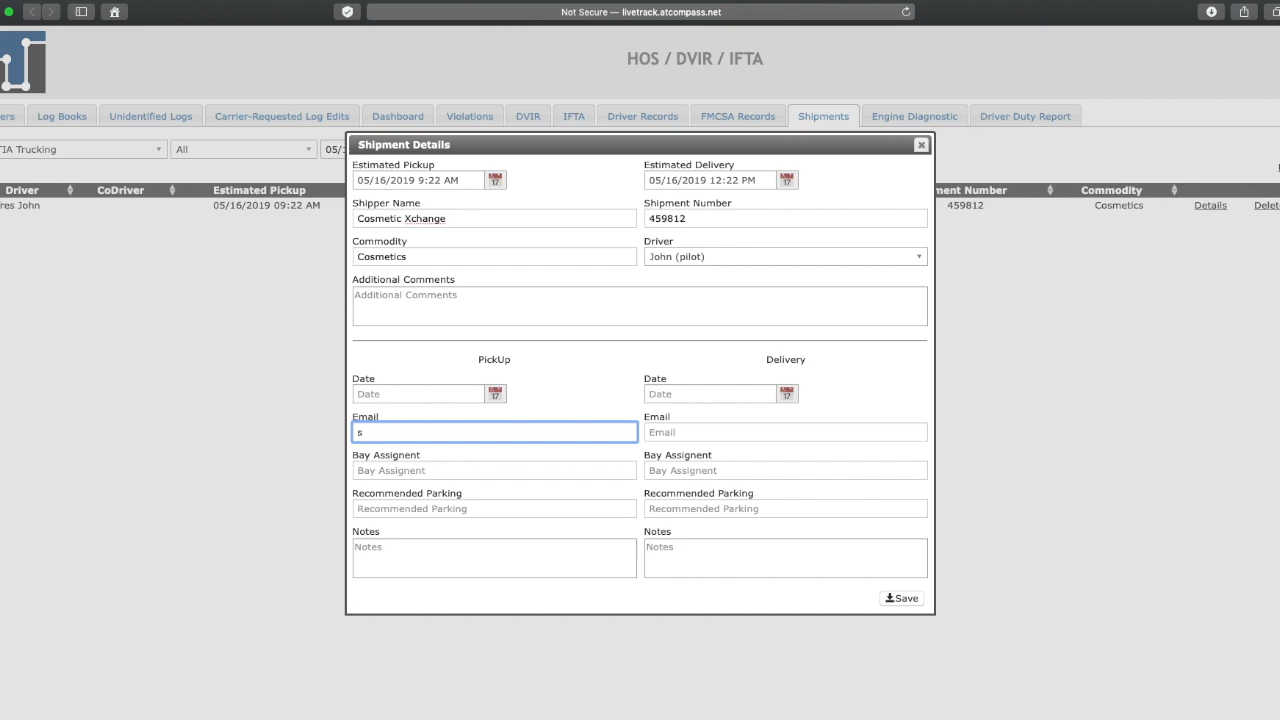 Not Secure — livetrack.atcompass.net
HOS / DVIR / IFTA
ers Log Books Unidentified Logs Carrier-Requested Log Edits Dashboard Violations DVIR IFTA Driver Records FMCSA Records Shipments Engine Diagnostic Driver Duty Report
TIA Trucking All 05/1
Driver CoDriver Estimated Pickup ment Number Commodity
res John 05/16/2019 09:22 AM 459812 Cosmetics Details Delet
Shipment Details
Estimated Pickup Estimated Delivery
05/16/2019 9:22 AM 17 05/16/2019 12:22 PM 17
Shipper Name Shipment Number
Cosmetic Xchange 459812
Commodity Driver
Cosmetics John (pilot)
Additional Comments
Additional Comments
PickUp Delivery
Date Date
Date 17 Date 17
Email Email
s Email
Bay Assignent Bay Assignent
Bay Assignent Bay Assignent
Recommended Parking Recommended Parking
Recommended Parking Recommended Parking
Notes Notes
Notes Notes
Save